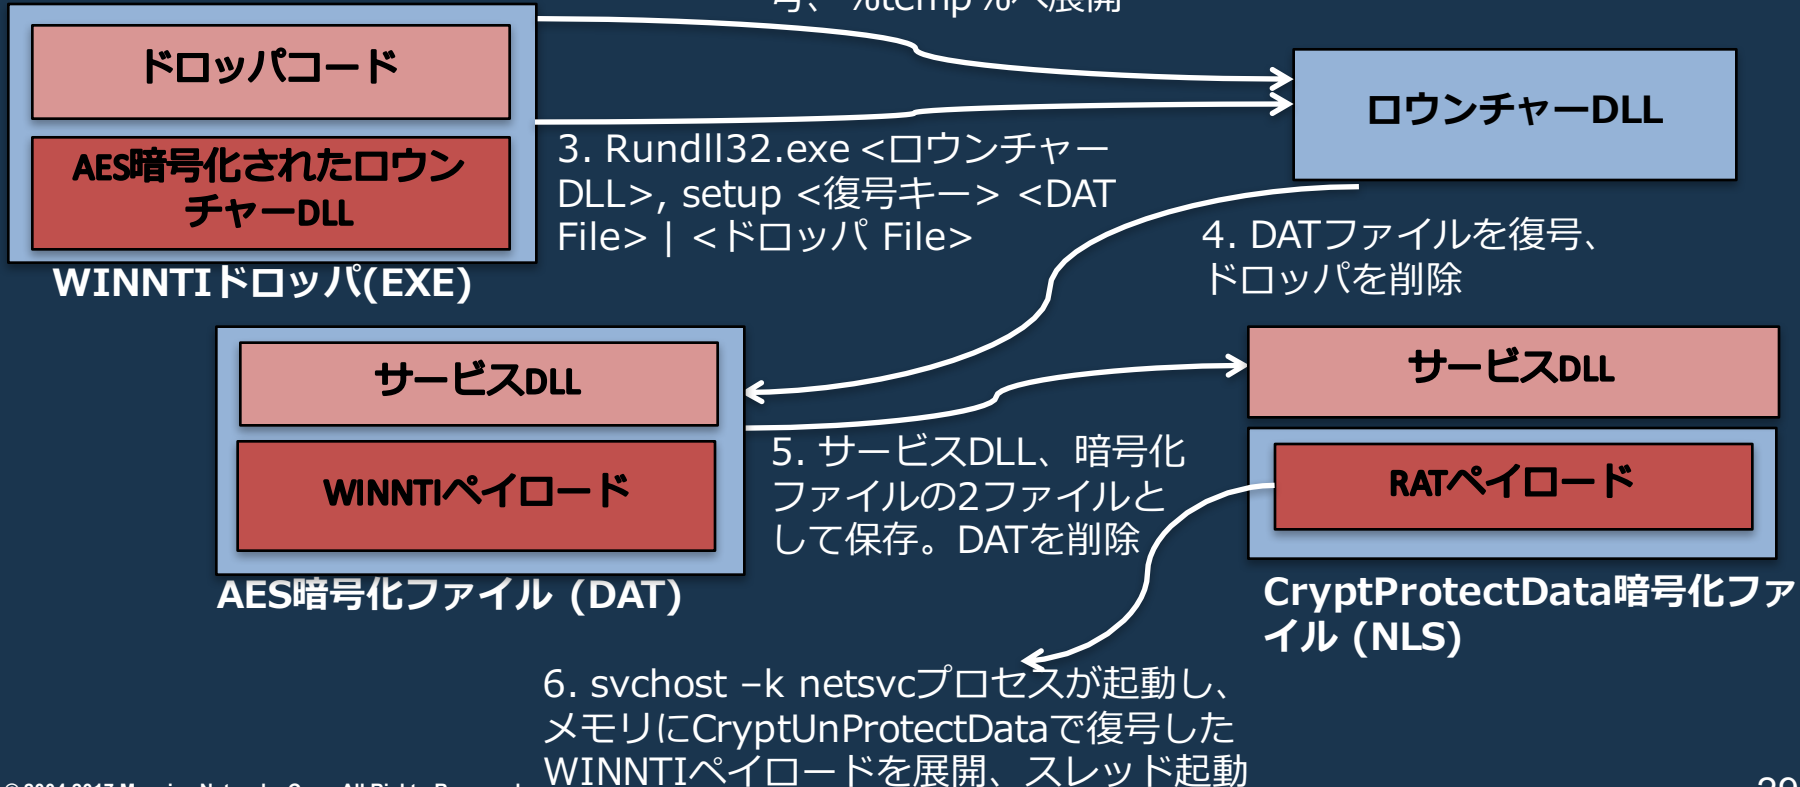 号、%temp%へ展開
ドロッパコード
ロウンチャーDLL
3. Rundll32.exe <ロウンチャー
DLL>, setup <復号キー> <DAT
File> | <ドロッパ File>
AES暗号化されたロウン
チャーDLL
WINNTIドロッパ(EXE)
4. DATファイルを復号、
ドロッパを削除
サービスDLL
WINNTIペイロード
AES暗号化ファイル (DAT)
5. サービスDLL、暗号化
ファイルの2ファイルと
して保存。DATを削除
サービスDLL
RATペイロード
CryptProtectData暗号化ファ
イル (NLS)
6. svchost –k netsvcプロセスが起動し、
メモリにCryptUnProtectDataで復号した
WINNTIペイロードを展開、スレッド起動